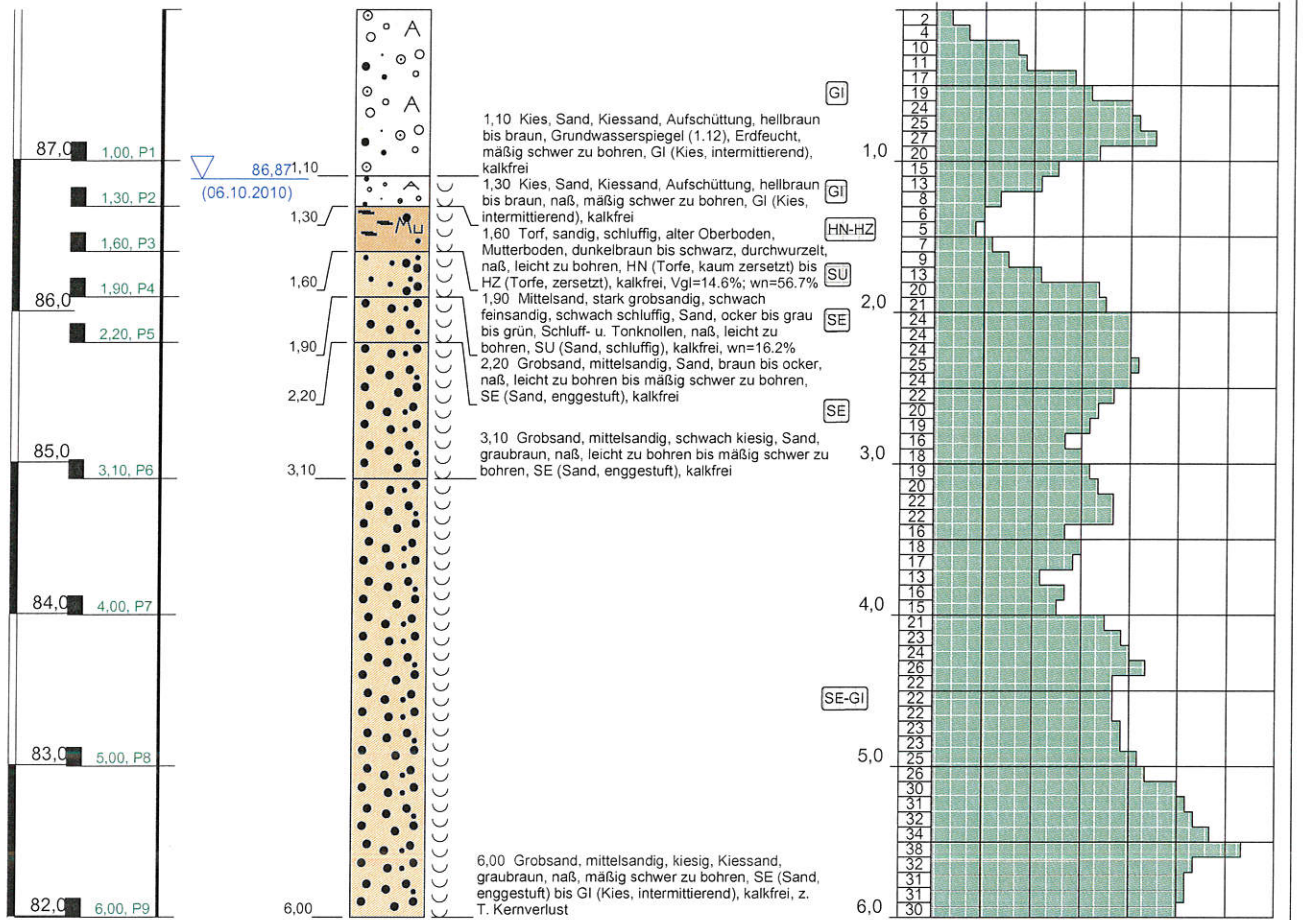 87,0
86,0
85,0
84,0
83,0
82,0
1,00, P1
1,30, P2
1,60, P3
1,90, P4
2,20, P5
3,10, P6
4,00, P7
5,00, P8
6,00, P9
86,87
(06.10.2010)
1,10
1,30
1,60
1,90
2,20
3,10
6,00
A
A
A
Mu
1,10 Kies, Sand, Kiessand, Aufschüttung, hellbraun
bis braun, Grundwasserspiegel (1.12), Erdfeucht,
mäßig schwer zu bohren, GI (Kies, intermittierend),
kalkfrei
1,30 Kies, Sand, Kiessand, Aufschüttung, hellbraun
bis braun, naß, mäßig schwer zu bohren, GI (Kies,
intermittierend), kalkfrei
1,60 Torf, sandig, schluffig, alter Oberboden,
Mutterboden, dunkelbraun bis schwarz, durchwurzelt,
naß, leicht zu bohren, HN (Torfe, kaum zersetzt) bis
HZ (Torfe, zersetzt), kalkfrei, Vgl=14.6%; wn=56.7%
1,90 Mittelsand, stark grobsandig, schwach
feinsandig, schwach schluffig, Sand, ocker bis grau
bis grün, Schluff- u. Tonknollen, naß, leicht zu
bohren, SU (Sand, schluffig), kalkfrei, wn=16.2%
2,20 Grobsand, mittelsandig, Sand, braun bis ocker,
naß, leicht zu bohren bis mäßig schwer zu bohren,
SE (Sand, enggestuft), kalkfrei
3,10 Grobsand, mittelsandig, schwach kiesig, Sand,
graubraun, naß, leicht zu bohren bis mäßig schwer zu
bohren, SE (Sand, enggestuft), kalkfrei
6,00 Grobsand, mittelsandig, kiesig, Kiessand,
graubraun, naß, mäßig schwer zu bohren, SE (Sand,
enggestuft) bis GI (Kies, intermittierend), kalkfrei, z.
T. Kernverlust
GI
GI
HN-HZ
SU
SE
SE
SE-GI
1,0
2,0
3,0
4,0
5,0
6,0
2
4
10
11
17
19
24
25
27
20
15
13
8
6
5
7
9
13
20
21
24
24
24
25
24
22
20
19
16
18
19
20
22
22
16
18
17
13
16
15
21
23
24
26
22
22
22
23
23
25
26
30
31
32
34
38
32
31
31
30